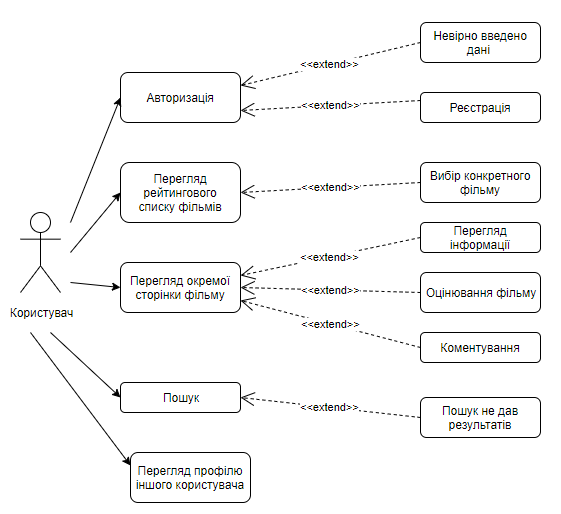 Невірно введено
дані
<<extend>>
Авторизація
<<extend>>
Реєстрація
Перегляд
рейтингового
списку фільмів
<<extend>>
Вибір конкретного
фільму
Перегляд
інформації
<<extend>>
Перегляд окремої
сторінки фільму
<<extend>>
Оцінювання фільму
Користувач
<<extend>>
Коментування
Пошук
<<extend>>
Пошук не дав
результатів
Перегляд профілю
іншого користувача